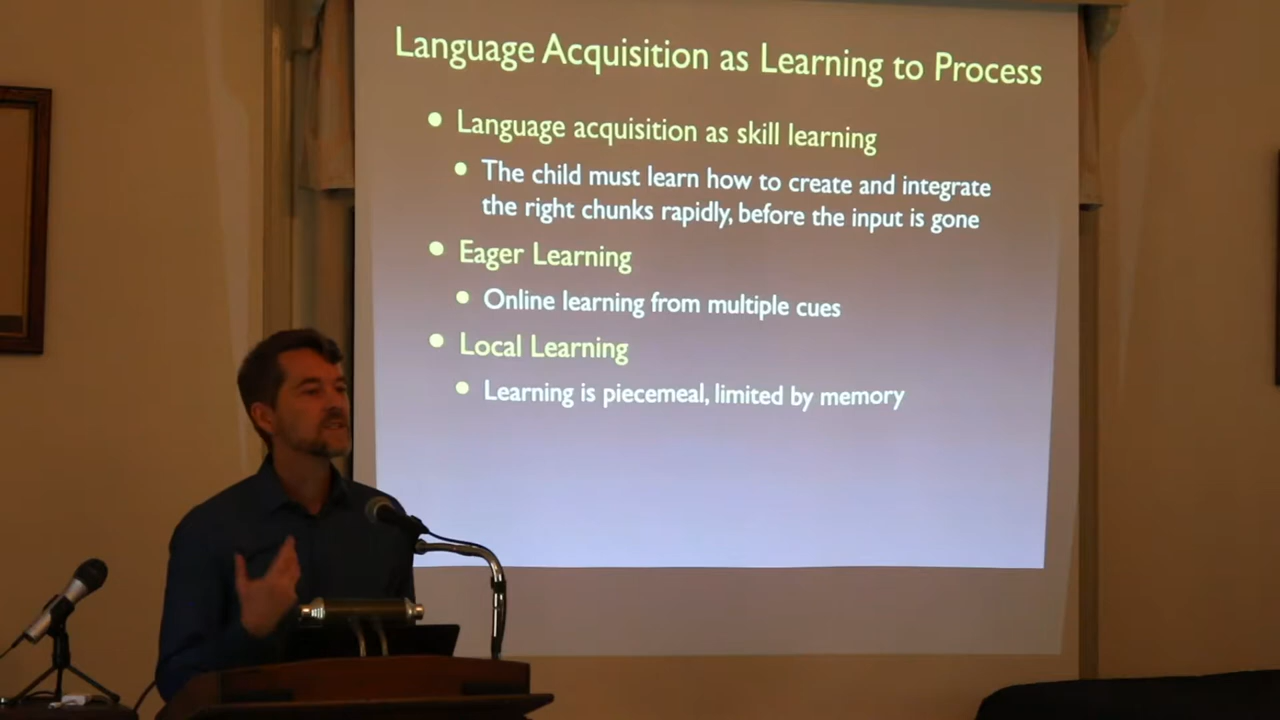 Language Acquisition as Learning to Process
• Language acquisition as skill learning
• The child must learn how to create and integrate
the right chunks rapidly, before the input is gone
• Eager Learning
• Online learning from multiple cues
• Local Learning
• Learning is piecemeal, limited by memory